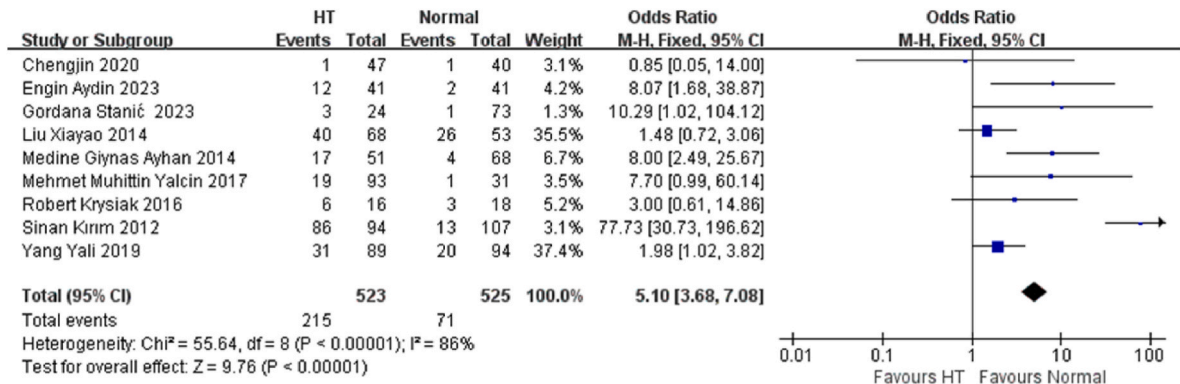 HT Normal Odds Ratio Odds Ratio
Study or Subgroup Events Total Events Total Weight M-H, Fixed, 95% CI M-H, Fixed, 95% CI
Chengjin 2020 1 47 1 40 3.1% 0.85 [0.05, 14.00]
Engin Aydin 2023 12 41 2 41 4.2% 8.07 [1.68, 38.87]
Gordana Stanić 2023 3 24 1 73 1.3% 10.29 [1.02, 104.12]
Liu Xiayao 2014 40 68 26 53 35.5% 1.48 [0.72, 3.06]
Medine Giynas Ayhan 2014 17 51 4 68 6.7% 8.00 [2.49, 25.67]
Mehmet Muhittin Yalcin 2017 19 93 1 31 3.5% 7.70 [0.99, 60.14]
Robert Krysiak 2016 6 16 3 18 5.2% 3.00 [0.61, 14.86]
Sinan Kırım 2012 86 94 13 107 3.1% 77.73 [30.73, 196.62]
Yang Yali 2019 31 89 20 94 37.4% 1.98 [1.02, 3.82]
Total (95% CI) 523 525 100.0% 5.10 [3.68, 7.08]
Total events 215 71
Heterogeneity: Chi² = 55.64, df = 8 (P < 0.00001); I² = 86%
Test for overall effect: Z = 9.76 (P < 0.00001)
0.01 0.1 1 10 100
Favours HT Favours Normal